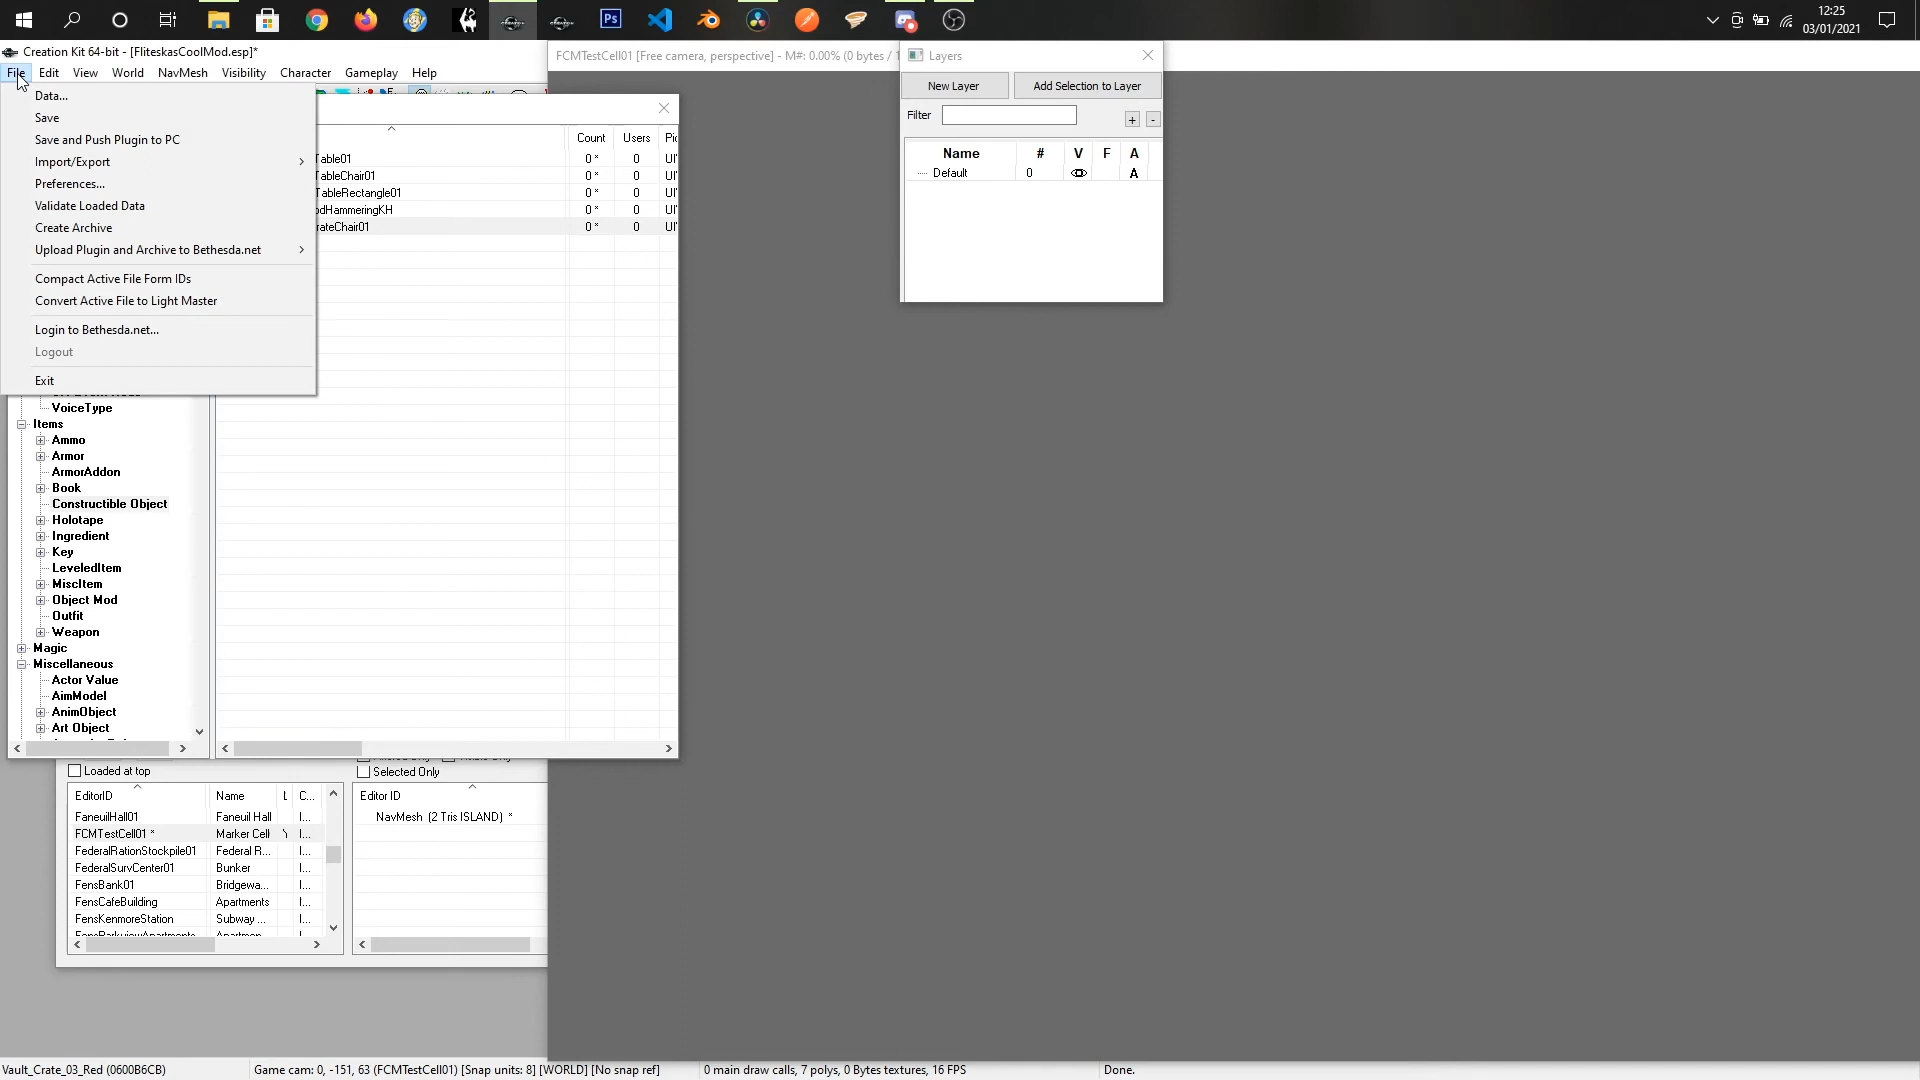 12:25
03/01/2021
Creation Kit 64-bit - [FliteskasCoolMod.esp]*
File Edit View World NavMesh Visibility Character Gameplay Help
Data...
Save
Save and Push Plugin to PC
Import/Export
Preferences...
Validate Loaded Data
Create Archive
Upload Plugin and Archive to Bethesda.net
Compact Active File Form IDs
Convert Active File to Light Master
Login to Bethesda.net...
Logout
Exit
Count Users
Table01 0 * 0
TableChair01 0 * 0
TableRectangle01 0 * 0
odHammeringKH 0 * 0
rateChair01 0 * 0
VoiceType
Items
Ammo
Armor
ArmorAddon
Book
Constructible Object
Holotape
Ingredient
Key
LeveledItem
MiscItem
Object Mod
Outfit
Weapon
Magic
Miscellaneous
Actor Value
AimModel
AnimObject
Art Object
Loaded at top
Selected Only
EditorID Name L C...
FaneuilHall01 Faneuil Hall I...
FCMTestCell01 * Marker Cell Y I...
FederalRationStockpile01 Federal R... I...
FederalSurvCenter01 Bunker I...
FensBank01 Bridgewa... I...
FensCafeBuilding Apartments I...
FensKenmoreStation Subway ... I...
Editor ID
NavMesh (2 Tris ISLAND) *
FCMTestCell01 [Free camera, perspective] - M#: 0.00% (0 bytes / 1
Layers
New Layer Add Selection to Layer
Filter + -
Name # V F A
Default 0 A
Vault_Crate_03_Red (0600B6CB) Game cam: 0, -151, 63 (FCMTestCell01) [Snap units: 8] [WORLD] [No snap ref] 0 main draw calls, 7 polys, 0 Bytes textures, 16 FPS Done.